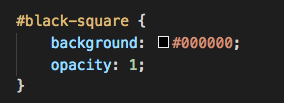 #black-square {
    background: #000000;
    opacity: 1;
}